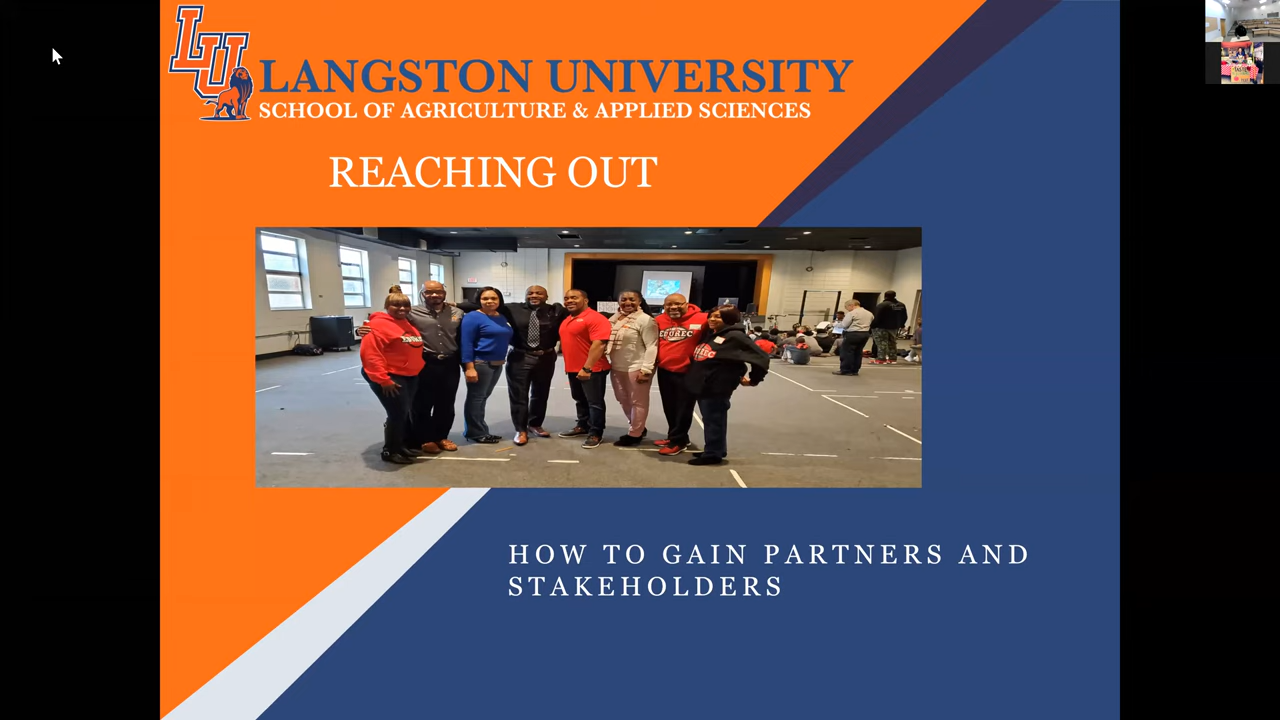 LU
LANGSTON UNIVERSITY
SCHOOL OF AGRICULTURE & APPLIED SCIENCES
REACHING OUT
HOW TO GAIN PARTNERS AND
STAKEHOLDERS